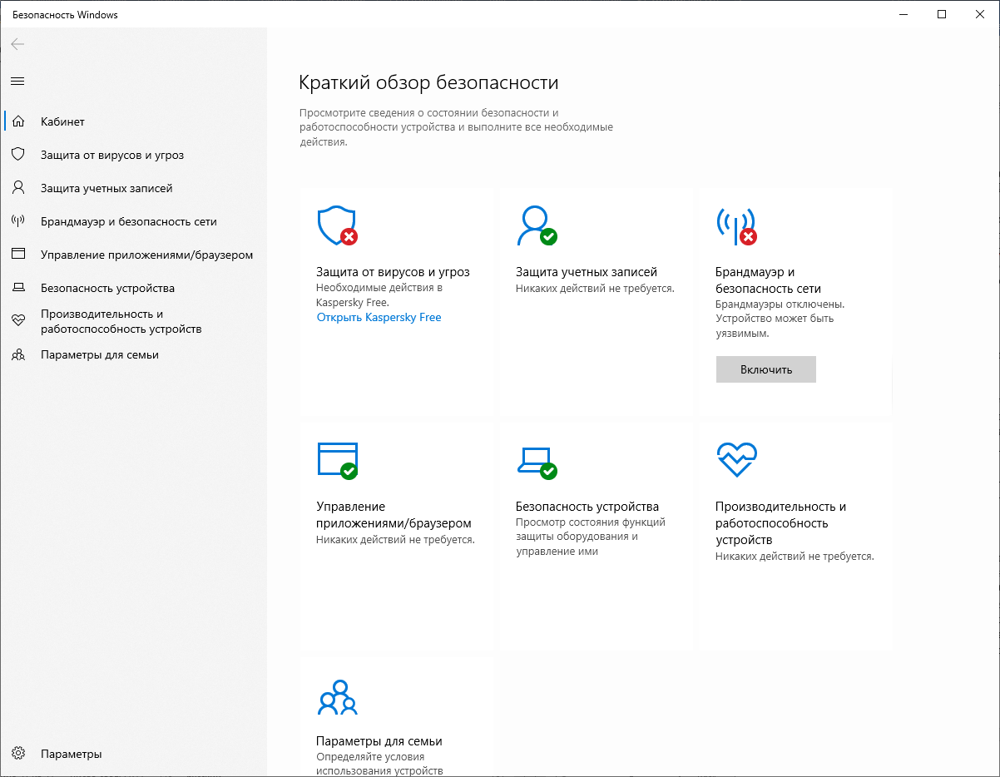 Безопасность Windows
Кабинет
Защита от вирусов и угроз
Защита учетных записей
Брандмауэр и безопасность сети
Управление приложениями/браузером
Безопасность устройства
Производительность и
работоспособность устройств
Параметры для семьи
Параметры
Краткий обзор безопасности
Просмотрите сведения о состоянии безопасности и
работоспособности устройства и выполните все необходимые
действия.
Защита от вирусов и угроз
Необходимые действия в
Kaspersky Free.
Открыть Kaspersky Free
Защита учетных записей
Никаких действий не требуется.
Брандмауэр и
безопасность сети
Брандмауэры отключены.
Устройство может быть
уязвимым.
Включить
Управление
приложениями/браузером
Никаких действий не требуется.
Безопасность устройства
Просмотр состояния функций
защиты оборудования и
управление ими
Производительность и
работоспособность
устройств
Никаких действий не требуется.
Параметры для семьи
Определяйте условия
использования устройств